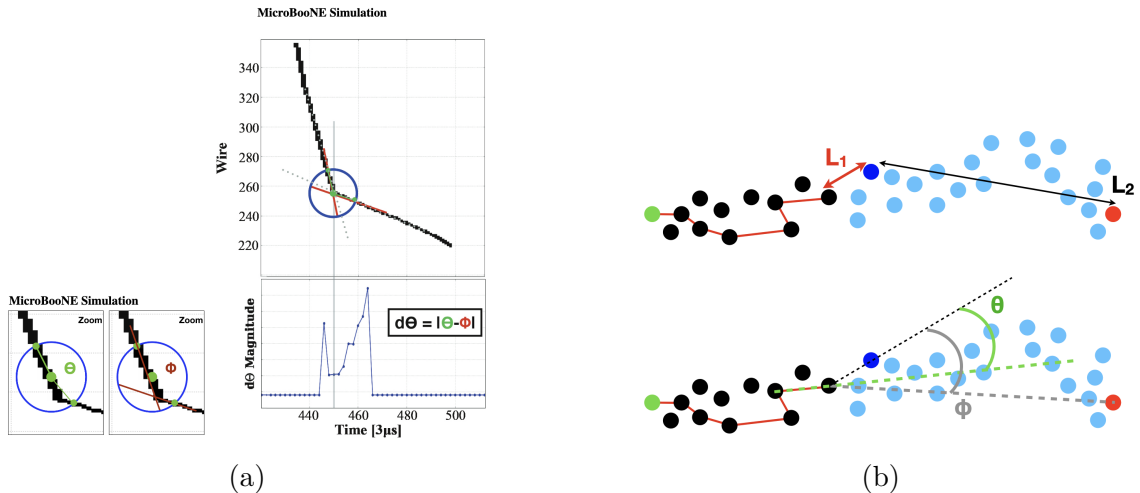 MicroBooNE Simulation
Wire
340
320
300
280
260
240
220
MicroBooNE Simulation
Zoom
Zoom
Θ
Φ
dΘ Magnitude
dΘ = |Θ-Φ|
440
460
480
500
Time [3μs]
(a)
L1
L2
θ
Φ
(b)